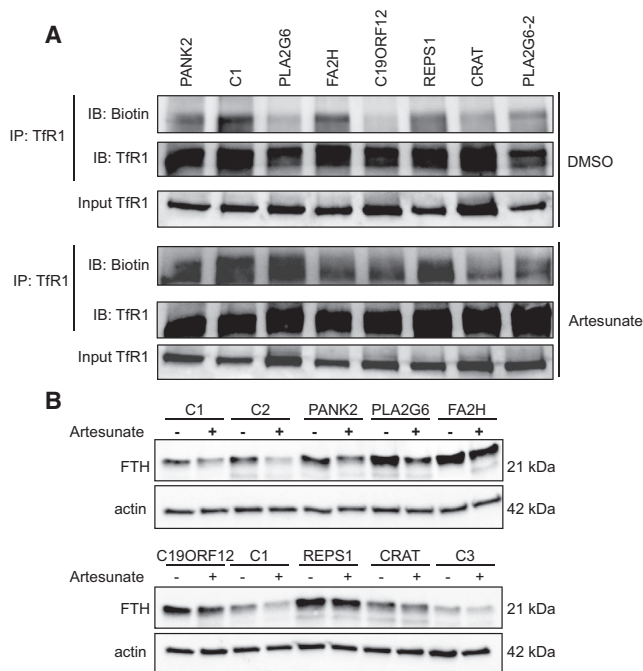 A
PANK2 C1 PLA2G6 FA2H C19ORF12 REPS1 CRAT PLA2G6-2
IB: Biotin
IP: TfR1
IB: TfR1
DMSO
Input TfR1
IB: Biotin
IP: TfR1
IB: TfR1
Artesunate
Input TfR1
B
C1 C2 PANK2 PLA2G6 FA2H
Artesunate - + - + - + - + - +
FTH 21 kDa
actin 42 kDa
C19ORF12 C1 REPS1 CRAT C3
Artesunate - + - + - + - + - +
FTH 21 kDa
actin 42 kDa